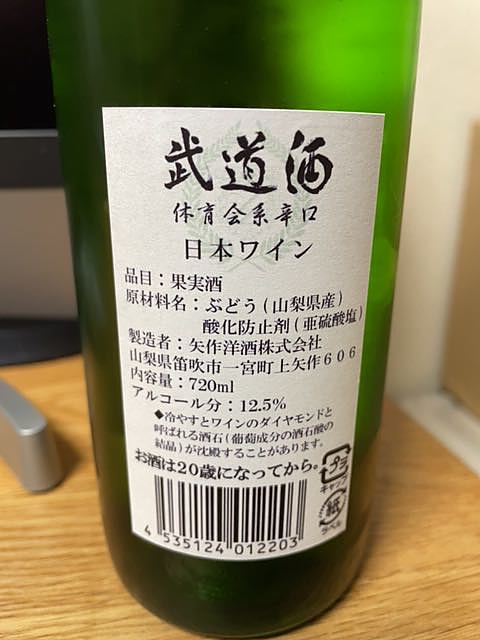 武道酒
体育会系辛口
日本ワイン
品目：果実酒
原材料名：ぶどう（山梨県産）
酸化防止剤（亜硫酸塩）
製造者：矢作洋酒株式会社
山梨県笛吹市一宮町上矢作６０６
内容量：720ml
アルコール分：12.5%
◆冷やすとワインのダイヤモンドと
呼ばれる酒石（葡萄成分の酒石酸の
結晶）が沈殿することがあります。
お酒は20歳になってから。
プラ
キャップ
紙
ラベル
4 535124 012203